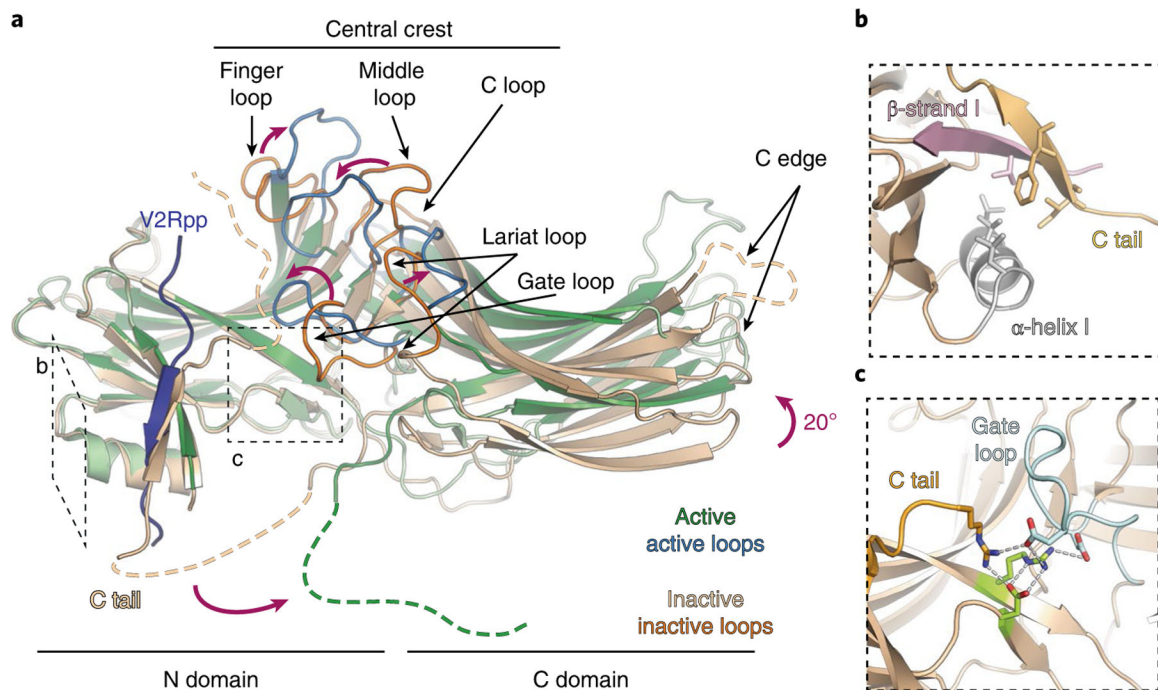 a
Central crest
Finger
loop
Middle
loop
C loop
C edge
V2Rpp
Lariat loop
Gate loop
b
c
20°
Active
active loops
Inactive
inactive loops
C tail
N domain
C domain
b
β-strand I
C tail
α-helix I
c
Gate
loop
C tail